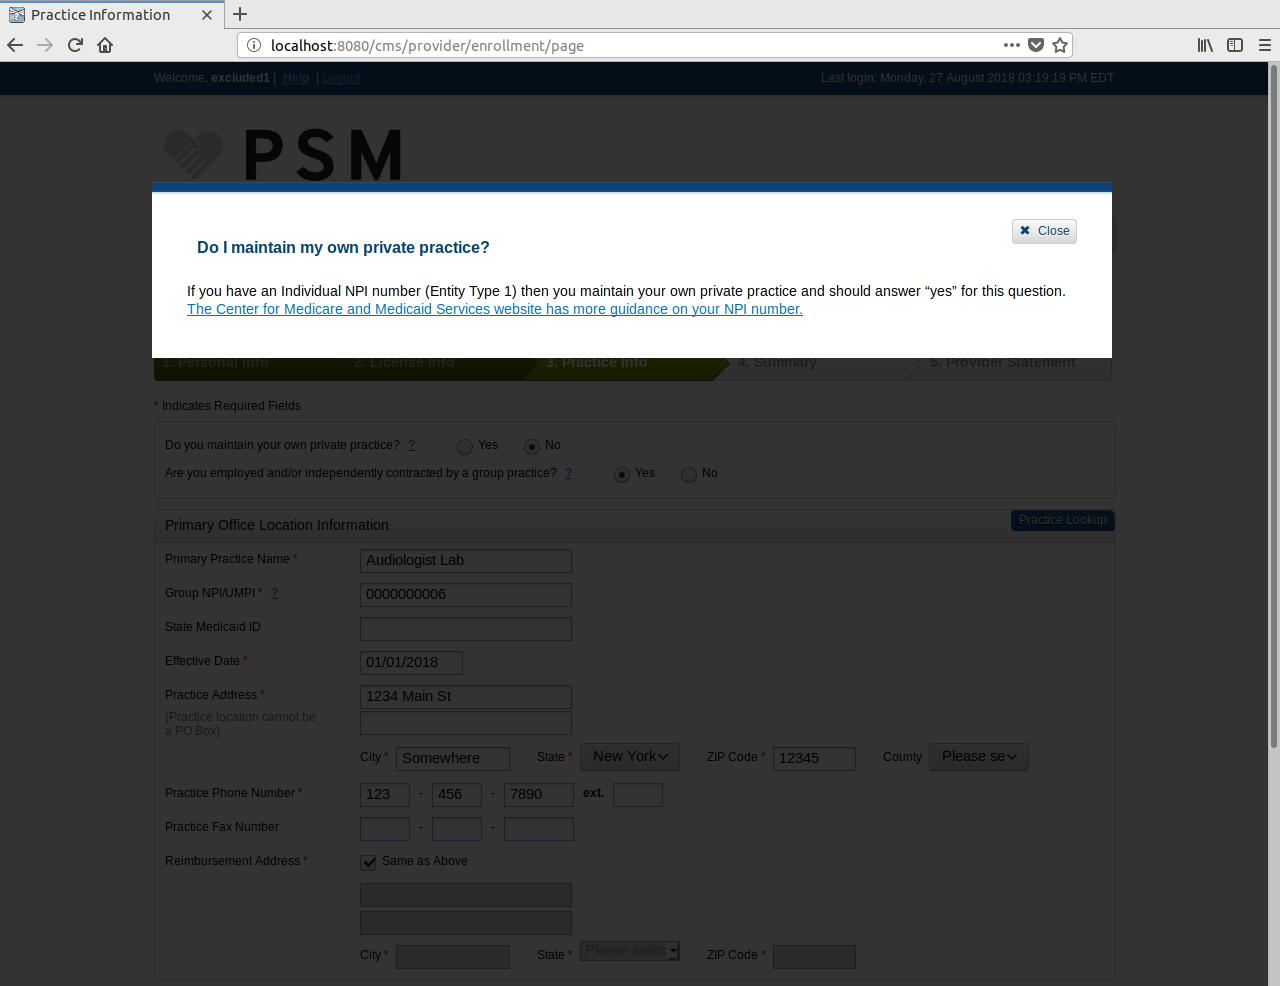 Practice Information
localhost:8080/cms/provider/enrollment/page
Welcome, excluded1 | Help | Logout
Last login: Monday, 27 August 2018 03:19:19 PM EDT
PSM
Close
Do I maintain my own private practice?
If you have an Individual NPI number (Entity Type 1) then you maintain your own private practice and should answer “yes” for this question.
The Center for Medicare and Medicaid Services website has more guidance on your NPI number.
1. Personal Info 2. License Info 3. Practice Info 4. Summary 5. Provider Statement
* Indicates Required Fields
Do you maintain your own private practice? ? Yes No
Are you employed and/or independently contracted by a group practice? ? Yes No
Primary Office Location Information Practice Lookup
Primary Practice Name * Audiologist Lab
Group NPI/UMPI * ? 0000000006
State Medicaid ID
Effective Date * 01/01/2018
Practice Address * 1234 Main St
(Practice location cannot be
a PO Box)
City * Somewhere State * New York ZIP Code * 12345 County Please se
Practice Phone Number * 123 - 456 - 7890 ext.
Practice Fax Number - -
Reimbursement Address * Same as Above
City * State * Please selec ZIP Code *